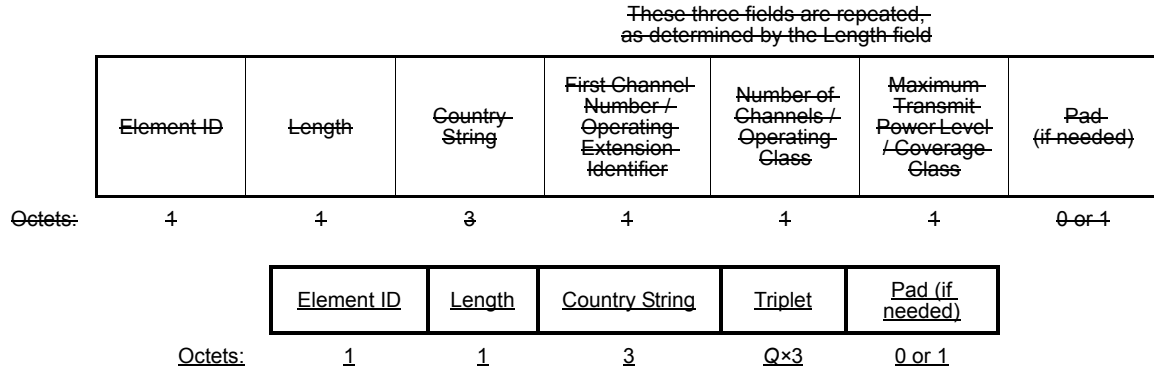 These three fields are repeated,
as determined by the Length field
Element ID
Length
Country
String
First Channel
Number /
Operating
Extension
Identifier
Number of
Channels /
Operating
Class
Maximum
Transmit
Power Level
/ Coverage
Class
Pad
(if needed)
Octets: 1 1 3 1 1 1 0 or 1
Element ID
Length
Country String
Triplet
Pad (if
needed)
Octets: 1 1 3 Q×3 0 or 1